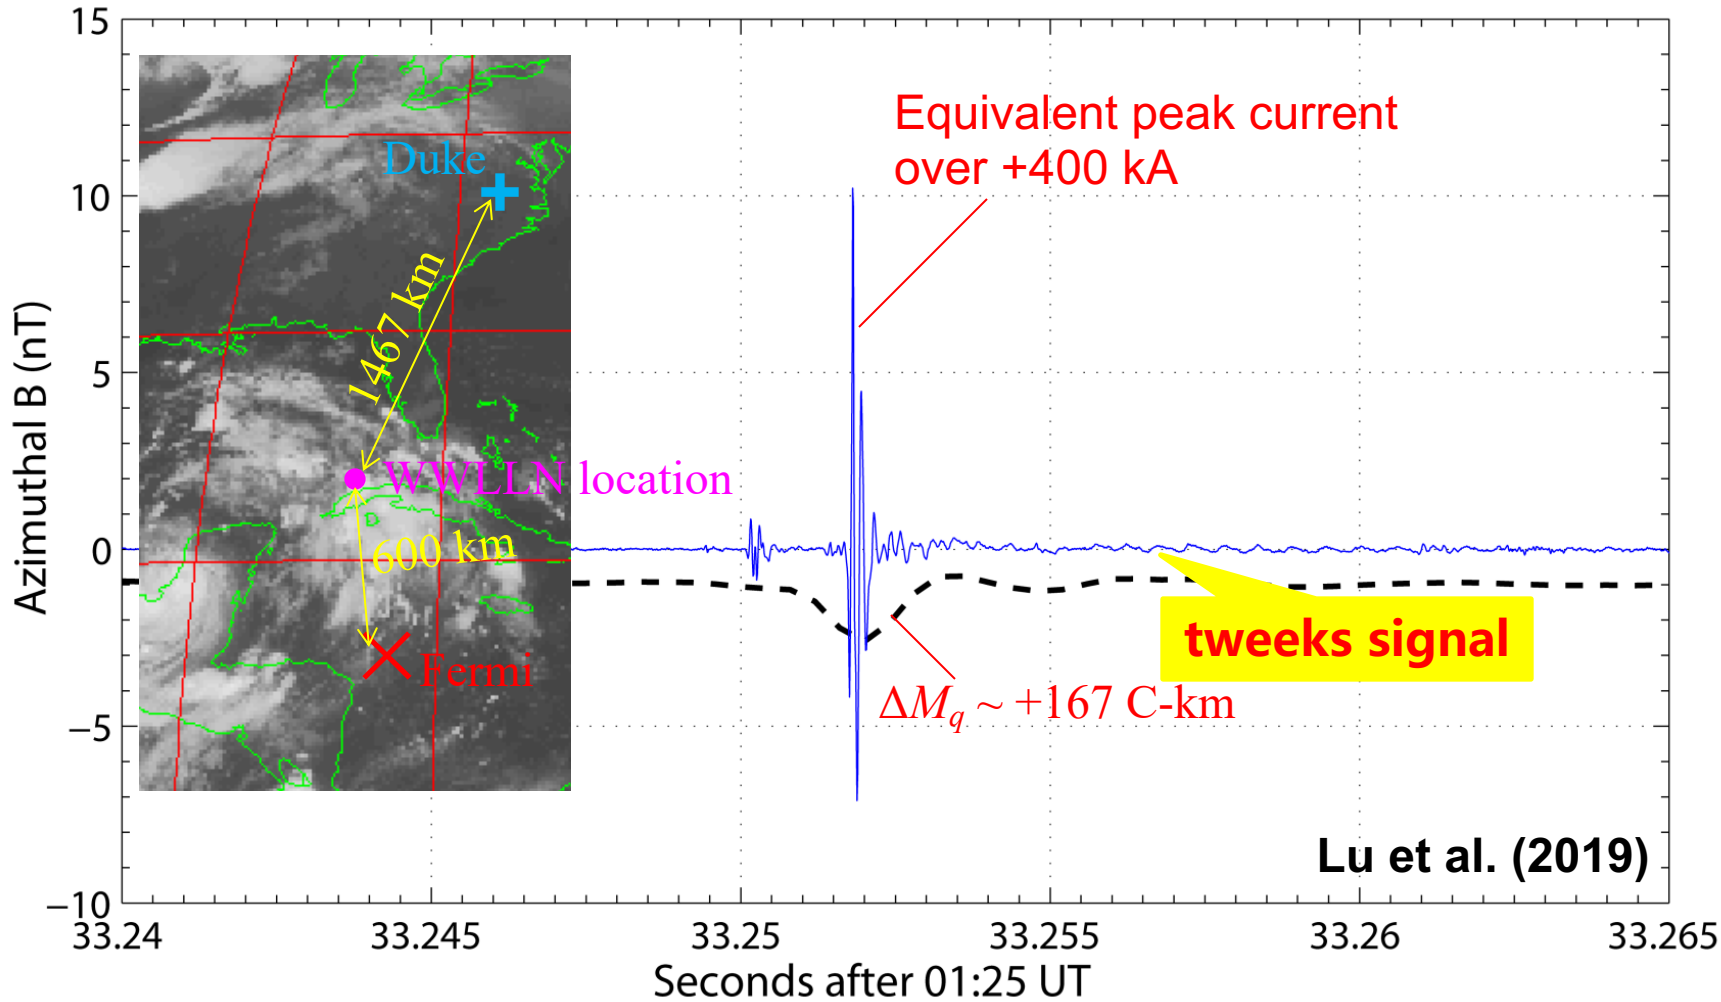 15
10
5
0
−5
−10
Azimuthal B (nT)
Duke
1467 km
WWLLN location
600 km
Fermi
Equivalent peak current
over +400 kA
tweeks signal
ΔMq ~ +167 C-km
Lu et al. (2019)
33.24 33.245 33.25 33.255 33.26 33.265
Seconds after 01:25 UT